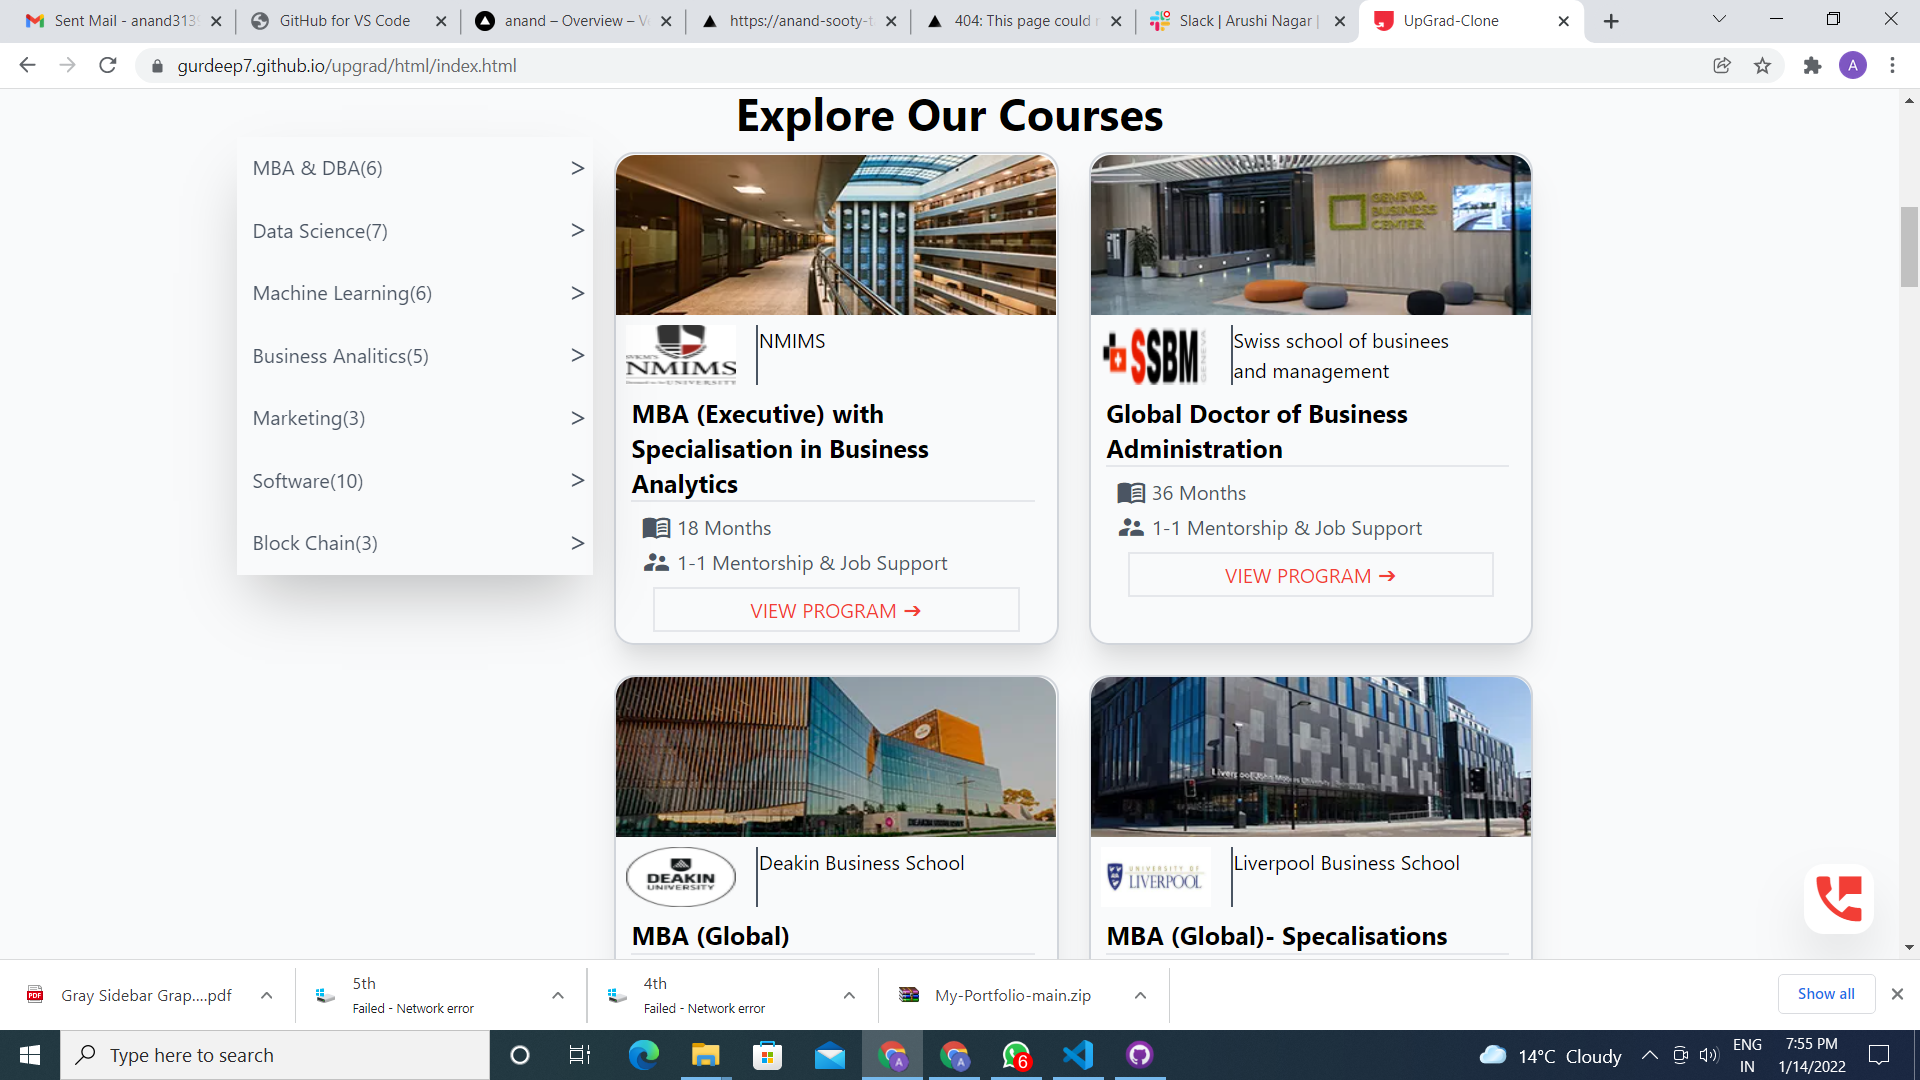 Sent Mail - anand313
GitHub for VS Code
anand – Overview – V
https://anand-sooty-t
404: This page could
Slack | Arushi Nagar |
UpGrad-Clone
gurdeep7.github.io/upgrad/html/index.html
A
Explore Our Courses
MBA & DBA(6) >
Data Science(7) >
Machine Learning(6) >
Business Analitics(5) >
Marketing(3) >
Software(10) >
Block Chain(3) >
SVKM'S
NMIMS
UNIVERSITY
NMIMS
MBA (Executive) with
Specialisation in Business
Analytics
18 Months
1-1 Mentorship & Job Support
VIEW PROGRAM ➔
GENEVA
BUSINESS
CENTER
SSBM
GENEVA
Swiss school of businees
and management
Global Doctor of Business
Administration
36 Months
1-1 Mentorship & Job Support
VIEW PROGRAM ➔
DEAKIN
UNIVERSITY
Deakin Business School
MBA (Global)
Liverpool John Moores University
UNIVERSITY OF
LIVERPOOL
Liverpool Business School
MBA (Global)- Specalisations
Gray Sidebar Grap....pdf
5th
Failed - Network error
4th
Failed - Network error
My-Portfolio-main.zip
Show all
Type here to search
6
14°C Cloudy
ENG
IN
7:55 PM
1/14/2022